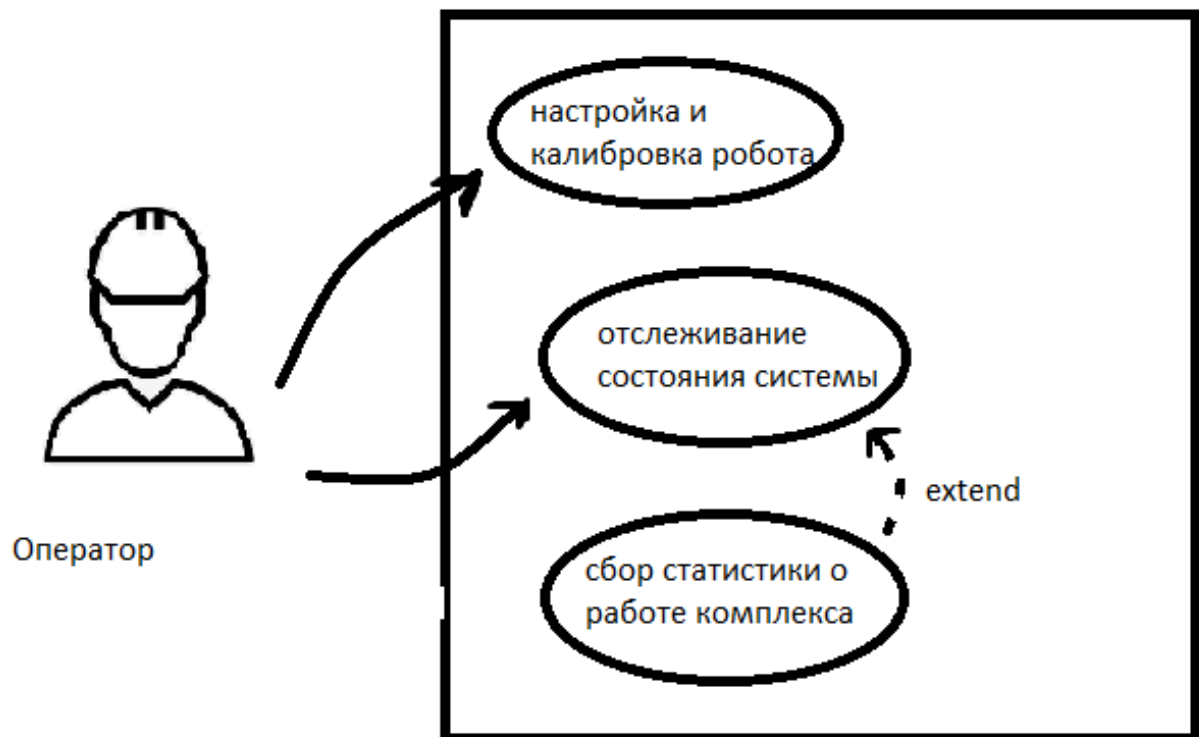 настройка и
калибровка робота
отслеживание
состояния системы
extend
Оператор
сбор статистики о
работе комплекса